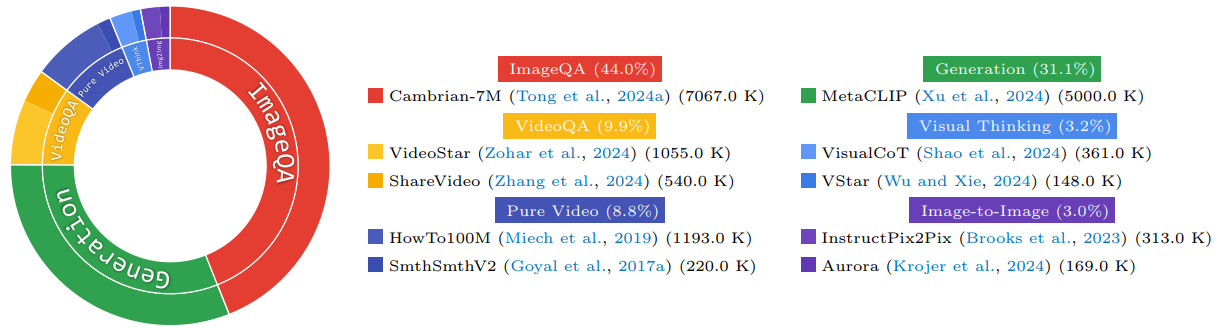 ImageQA
Generation
VideoQA
Pure Video
VThink
Img2Img
ImageQA (44.0%)
Cambrian-7M (Tong et al., 2024a) (7067.0 K)
VideoQA (9.9%)
VideoStar (Zohar et al., 2024) (1055.0 K)
ShareVideo (Zhang et al., 2024) (540.0 K)
Pure Video (8.8%)
HowTo100M (Miech et al., 2019) (1193.0 K)
SmthSmthV2 (Goyal et al., 2017a) (220.0 K)
Generation (31.1%)
MetaCLIP (Xu et al., 2024) (5000.0 K)
Visual Thinking (3.2%)
VisualCoT (Shao et al., 2024) (361.0 K)
VStar (Wu and Xie, 2024) (148.0 K)
Image-to-Image (3.0%)
InstructPix2Pix (Brooks et al., 2023) (313.0 K)
Aurora (Krojer et al., 2024) (169.0 K)